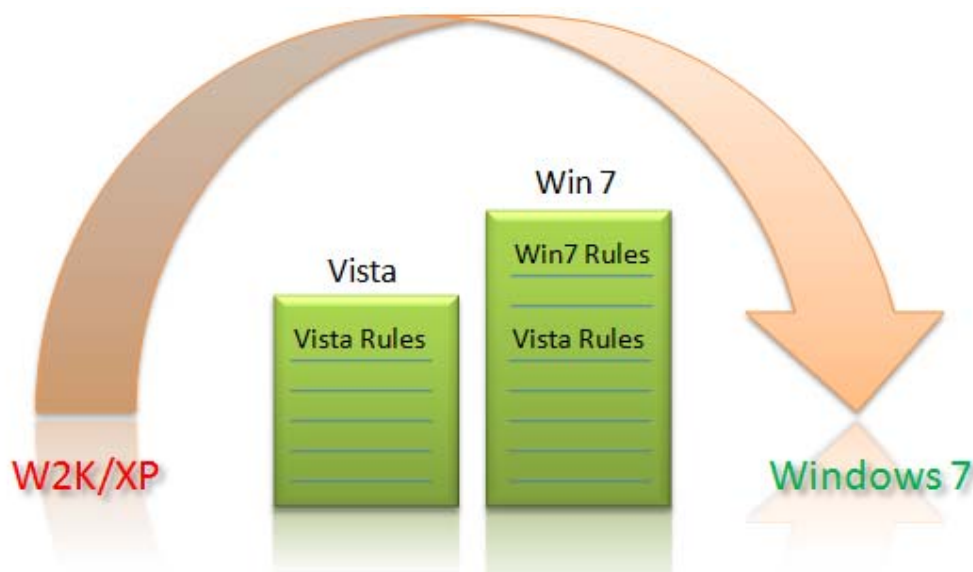 Win 7
Win7 Rules
Vista
Vista Rules
Vista Rules
W2K/XP
Windows 7